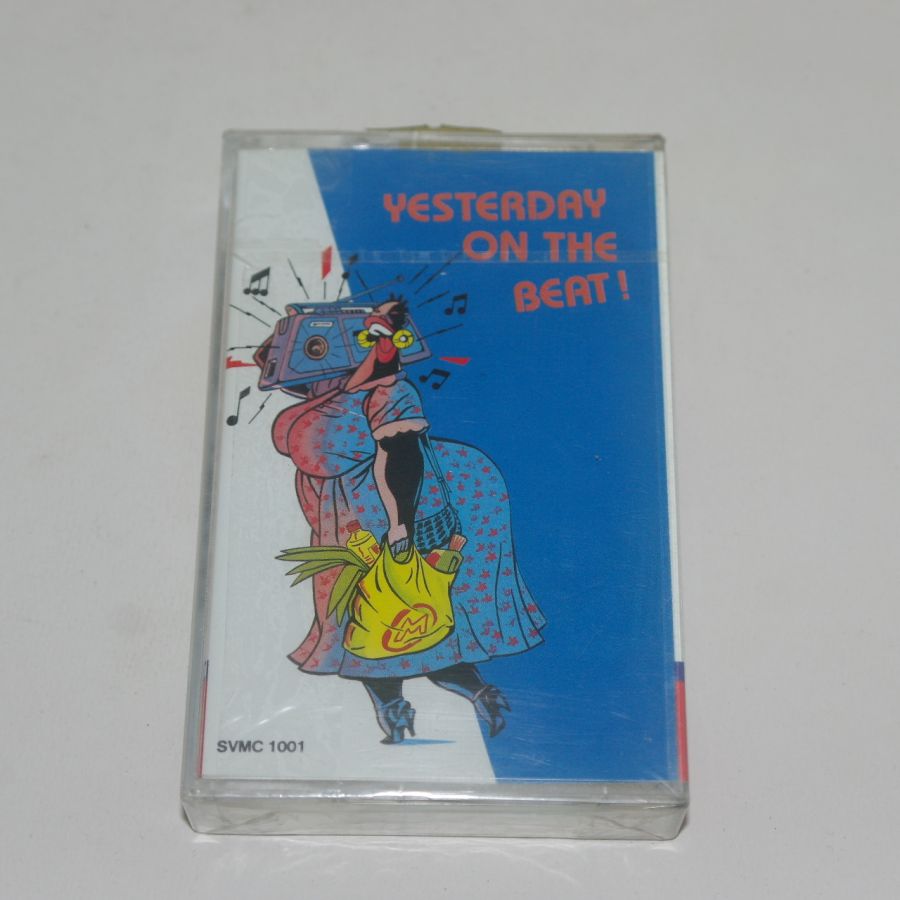 YESTERDAY
ON THE
BEAT!
M
SVMC 1001